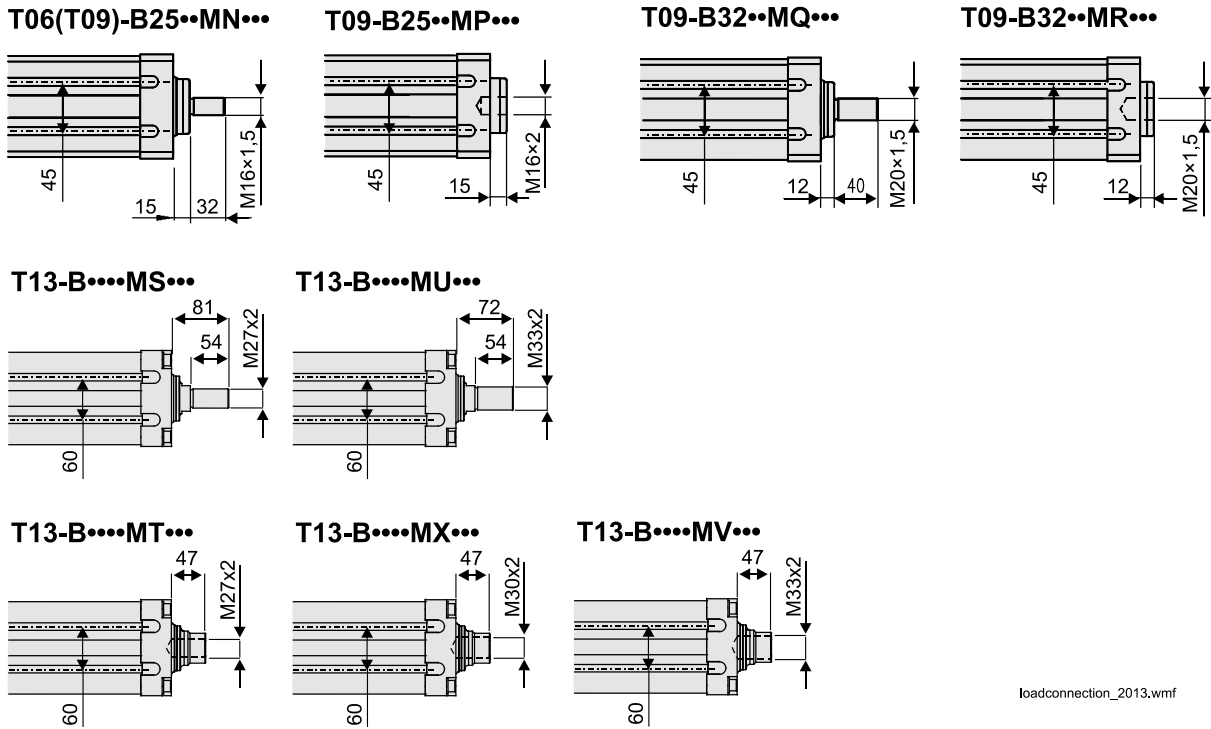 T06(T09)-B25••MN•••
T09-B25••MP•••
T09-B32••MQ•••
T09-B32••MR•••
45
15
32
M16×1,5
45
15
M16×2
45
12
40
M20×1,5
45
12
M20×1,5
T13-B••••MS•••
T13-B••••MU•••
81
54
M27x2
60
72
54
M33x2
60
T13-B••••MT•••
T13-B••••MX•••
T13-B••••MV•••
47
M27x2
60
47
M30x2
60
47
M33x2
60
loadconnection_2013.wmf